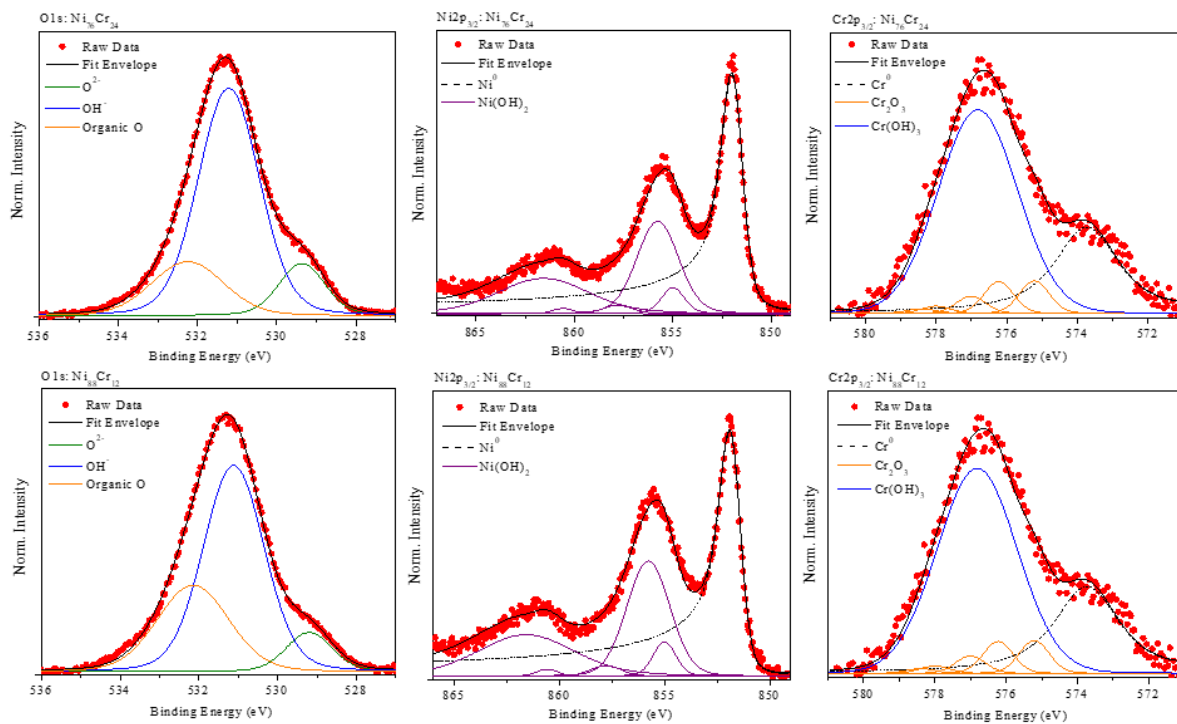 O1s: Ni₇₆Cr₂₄
Raw Data
Fit Envelope
O²⁻
OH⁻
Organic O
Norm. Intensity
536 534 532 530 528
Binding Energy (eV)
Ni2p₃/₂: Ni₇₆Cr₂₄
Raw Data
Fit Envelope
Ni⁰
Ni(OH)₂
Norm. Intensity
865 860 855 850
Binding Energy (eV)
Cr2p₃/₂: Ni₇₆Cr₂₄
Raw Data
Fit Envelope
Cr⁰
Cr₂O₃
Cr(OH)₃
Norm. Intensity
580 578 576 574 572
Binding Energy (eV)
O1s: Ni₈₈Cr₁₂
Raw Data
Fit Envelope
O²⁻
OH⁻
Organic O
Norm. Intensity
536 534 532 530 528
Binding Energy (eV)
Ni2p₃/₂: Ni₈₈Cr₁₂
Raw Data
Fit Envelope
Ni⁰
Ni(OH)₂
Norm. Intensity
865 860 855 850
Binding Energy (eV)
Cr2p₃/₂: Ni₈₈Cr₁₂
Raw Data
Fit Envelope
Cr⁰
Cr₂O₃
Cr(OH)₃
Norm. Intensity
580 578 576 574 572
Binding Energy (eV)